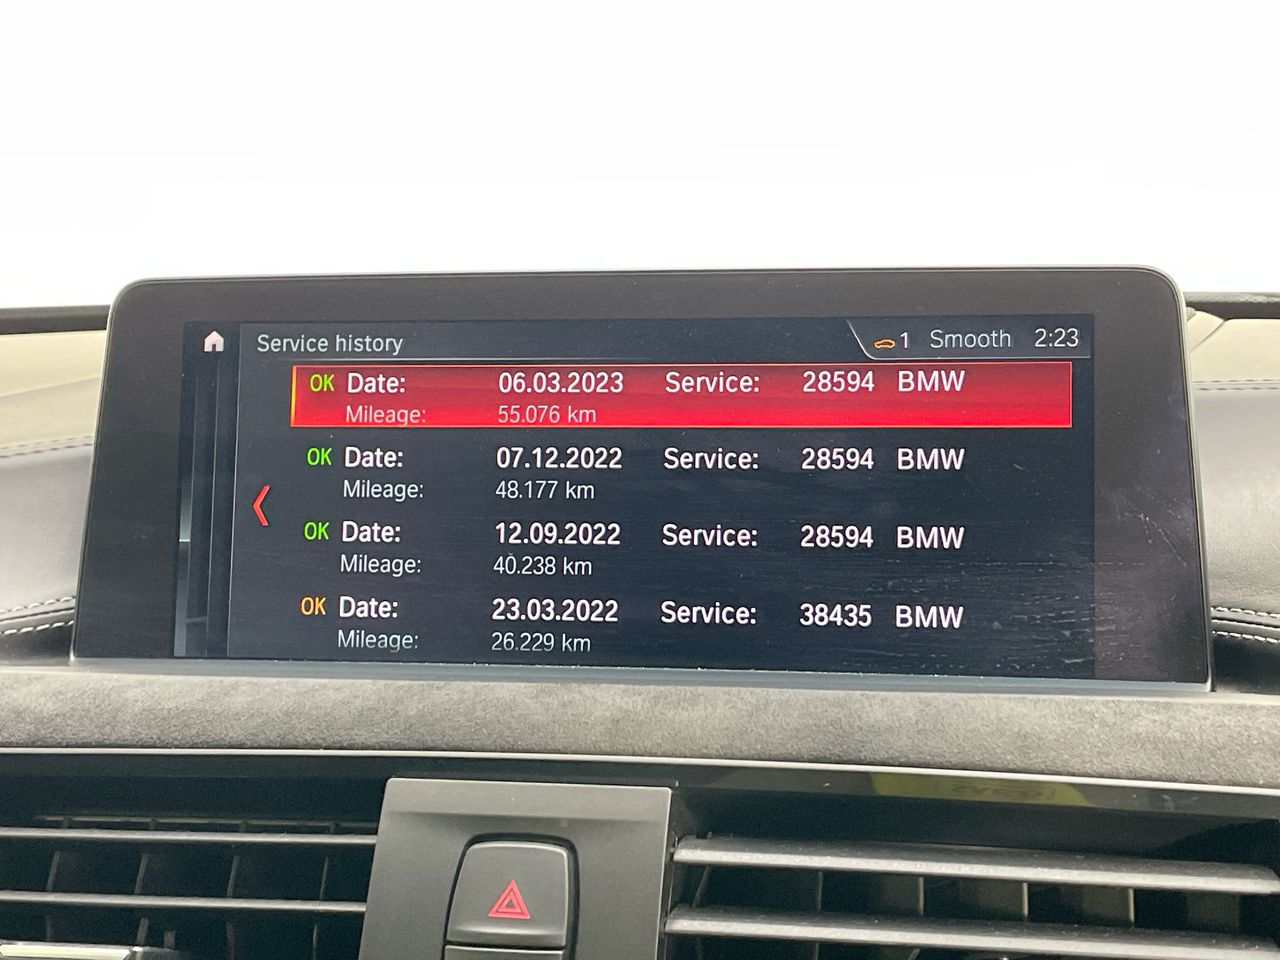 Service history
1 Smooth 2:23
OK Date: 06.03.2023 Service: 28594 BMW
Mileage: 55.076 km
OK Date: 07.12.2022 Service: 28594 BMW
Mileage: 48.177 km
OK Date: 12.09.2022 Service: 28594 BMW
Mileage: 40.238 km
OK Date: 23.03.2022 Service: 38435 BMW
Mileage: 26.229 km